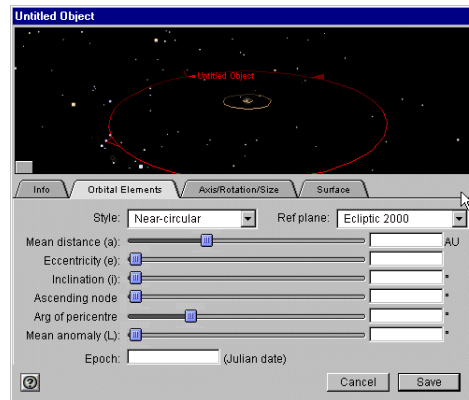 Untitled Object
Untitled Object
Info Orbital Elements Axis/Rotation/Size Surface
Style: Near-circular Ref plane: Ecliptic 2000
Mean distance (a): AU
Eccentricity (e):
Inclination (i): °
Ascending node °
Arg of pericentre °
Mean anomaly (L): °
Epoch: (Julian date)
? Cancel Save